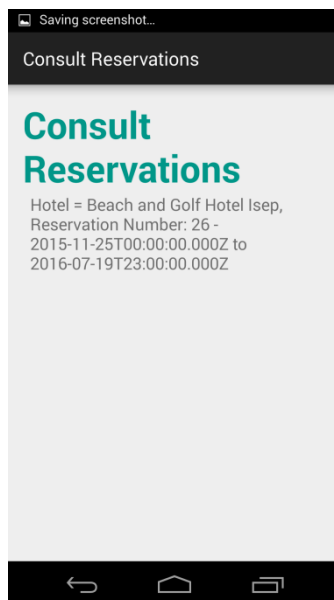 Saving screenshot...
Consult Reservations
Consult
Reservations
Hotel = Beach and Golf Hotel Isep,
Reservation Number: 26 -
2015-11-25T00:00:00.000Z to
2016-07-19T23:00:00.000Z